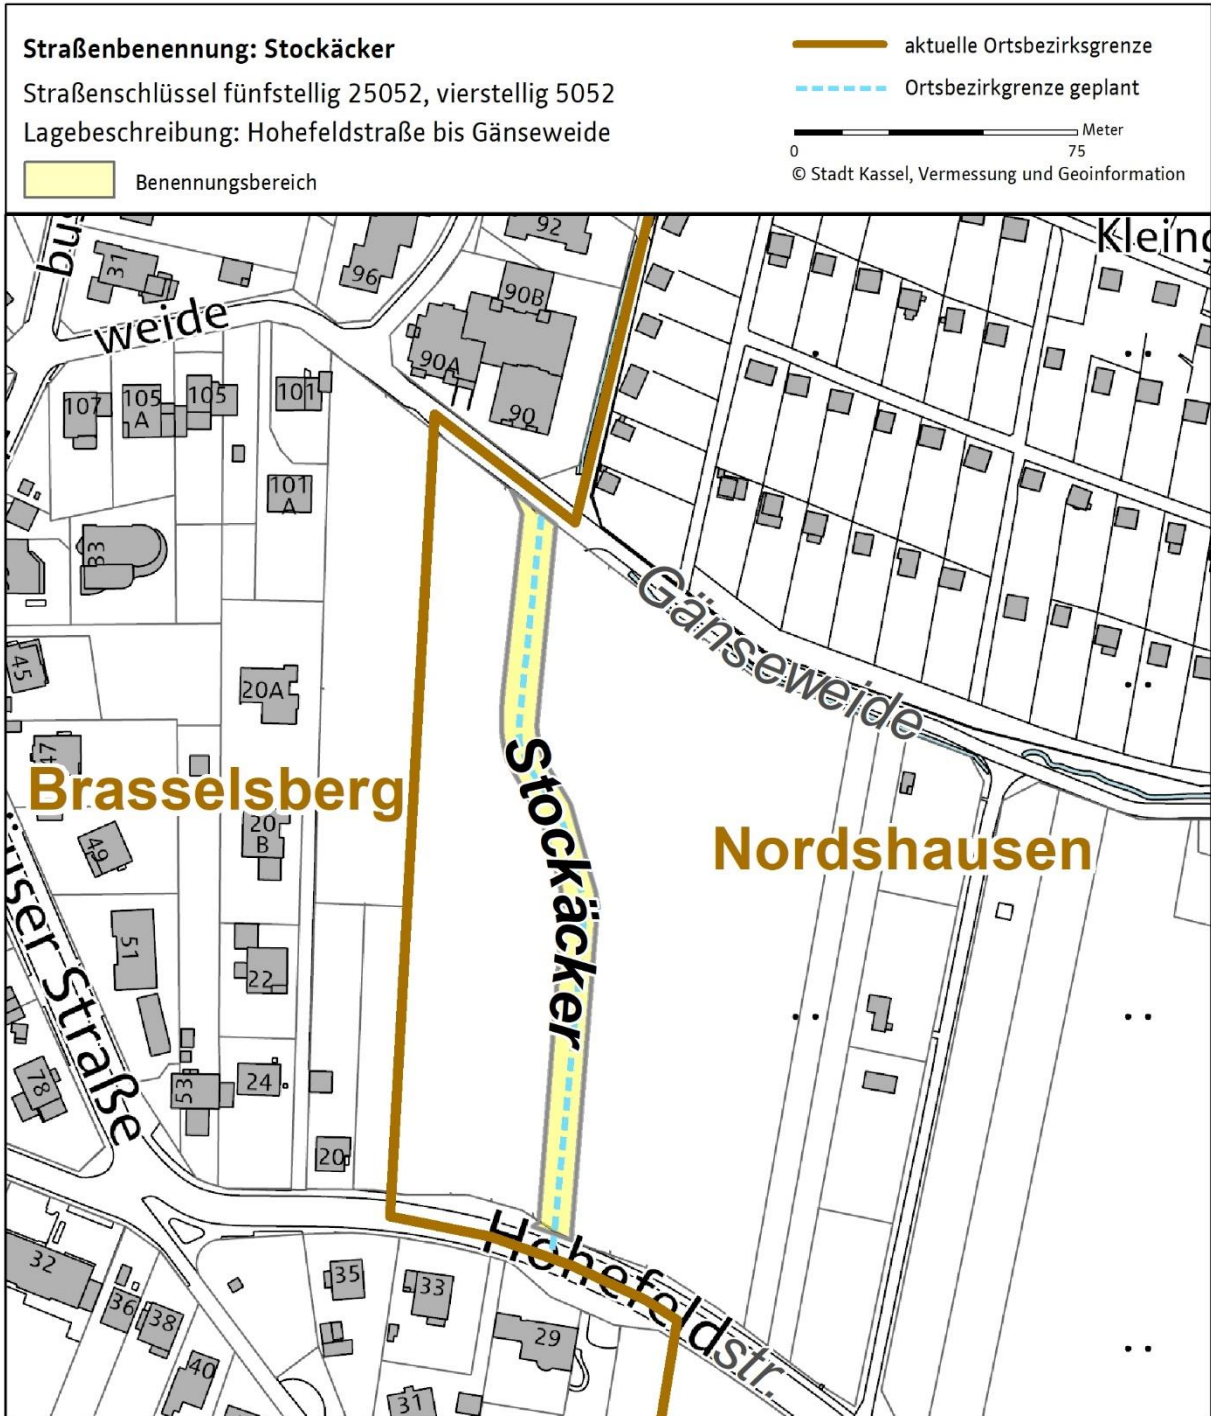 Straßenbenennung: Stockäcker
Straßenschlüssel fünfstellig 25052, vierstellig 5052
Lagebeschreibung: Hohefeldstraße bis Gänseweide
Benennungsbereich
aktuelle Ortsbezirksgrenze
Ortsbezirkgrenze geplant
Meter
0 75
© Stadt Kassel, Vermessung und Geoinformation
92
Kleing
31
96
90B
weide
90A
90
101
105
105
A
107
101
A
33
Gänseweide
45
20A
47
Stockäcker
Brasselsberg
20
B
Nordshausen
49
user Straße
51
22
24
53
78
20
Hohefeldstr.
32
35
33
36
38
29
40
31